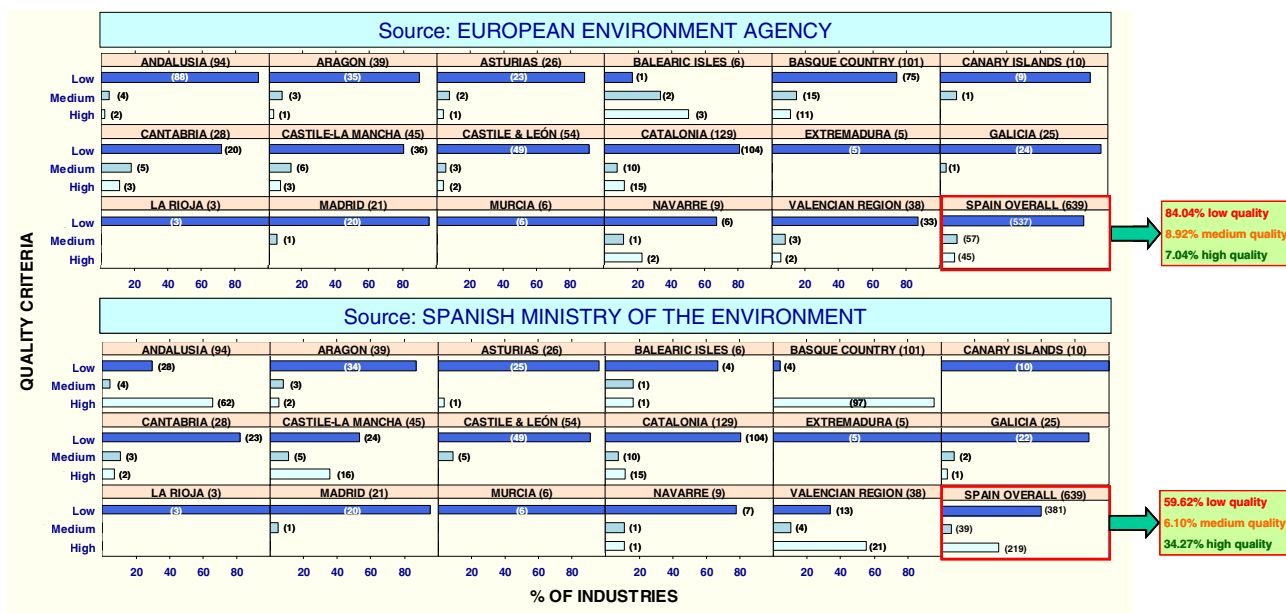 Source: EUROPEAN ENVIRONMENT AGENCY
ANDALUSIA (94) ARAGON (39) ASTURIAS (26) BALEARIC ISLES (6) BASQUE COUNTRY (101) CANARY ISLANDS (10)
Low (88) (35) (23) (1) (75) (9)
Medium (4) (3) (2) (2) (15) (1)
High (2) (1) (1) (3) (11)
CANTABRIA (28) CASTILE-LA MANCHA (45) CASTILE & LEÓN (54) CATALONIA (129) EXTREMADURA (5) GALICIA (25)
Low (20) (36) (49) (104) (5) (24)
Medium (5) (6) (3) (10) (1)
High (3) (3) (2) (15)
LA RIOJA (3) MADRID (21) MURCIA (6) NAVARRE (9) VALENCIAN REGION (38) SPAIN OVERALL (639)
Low (3) (20) (6) (6) (33) (537)
Medium (1) (1) (3) (57)
High (2) (2) (45)
20 40 60 80 20 40 60 80 20 40 60 80 20 40 60 80 20 40 60 80 20 40 60 80
84.04% low quality
8.92% medium quality
7.04% high quality
QUALITY CRITERIA
Source: SPANISH MINISTRY OF THE ENVIRONMENT
ANDALUSIA (94) ARAGON (39) ASTURIAS (26) BALEARIC ISLES (6) BASQUE COUNTRY (101) CANARY ISLANDS (10)
Low (28) (34) (25) (4) (4) (10)
Medium (4) (3) (1)
High (62) (2) (1) (1) (97)
CANTABRIA (28) CASTILE-LA MANCHA (45) CASTILE & LEÓN (54) CATALONIA (129) EXTREMADURA (5) GALICIA (25)
Low (23) (24) (49) (104) (5) (22)
Medium (3) (5) (5) (10) (2)
High (2) (16) (15) (1)
LA RIOJA (3) MADRID (21) MURCIA (6) NAVARRE (9) VALENCIAN REGION (38) SPAIN OVERALL (639)
Low (3) (20) (6) (7) (13) (381)
Medium (1) (1) (4) (39)
High (1) (21) (219)
20 40 60 80 20 40 60 80 20 40 60 80 20 40 60 80 20 40 60 80 20 40 60 80
59.62% low quality
6.10% medium quality
34.27% high quality
% OF INDUSTRIES